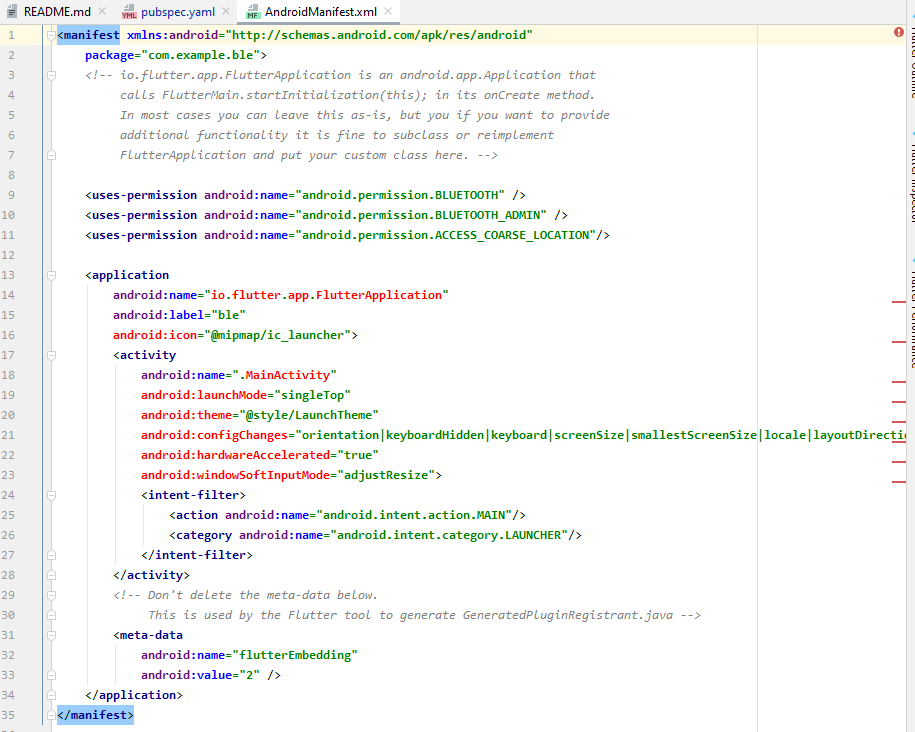 README.md pubspec.yaml AndroidManifest.xml
1 <manifest xmlns:android="http://schemas.android.com/apk/res/android"
2 package="com.example.ble">
3 <!-- io.flutter.app.FlutterApplication is an android.app.Application that
4 calls FlutterMain.startInitialization(this); in its onCreate method.
5 In most cases you can leave this as-is, but you if you want to provide
6 additional functionality it is fine to subclass or reimplement
7 FlutterApplication and put your custom class here. -->
8
9 <uses-permission android:name="android.permission.BLUETOOTH" />
10 <uses-permission android:name="android.permission.BLUETOOTH_ADMIN" />
11 <uses-permission android:name="android.permission.ACCESS_COARSE_LOCATION"/>
12
13 <application
14 android:name="io.flutter.app.FlutterApplication"
15 android:label="ble"
16 android:icon="@mipmap/ic_launcher">
17 <activity
18 android:name=".MainActivity"
19 android:launchMode="singleTop"
20 android:theme="@style/LaunchTheme"
21 android:configChanges="orientation|keyboardHidden|keyboard|screenSize|smallestScreenSize|locale|layoutDirectio
22 android:hardwareAccelerated="true"
23 android:windowSoftInputMode="adjustResize">
24 <intent-filter>
25 <action android:name="android.intent.action.MAIN"/>
26 <category android:name="android.intent.category.LAUNCHER"/>
27 </intent-filter>
28 </activity>
29 <!-- Don't delete the meta-data below.
30 This is used by the Flutter tool to generate GeneratedPluginRegistrant.java -->
31 <meta-data
32 android:name="flutterEmbedding"
33 android:value="2" />
34 </application>
35 </manifest>